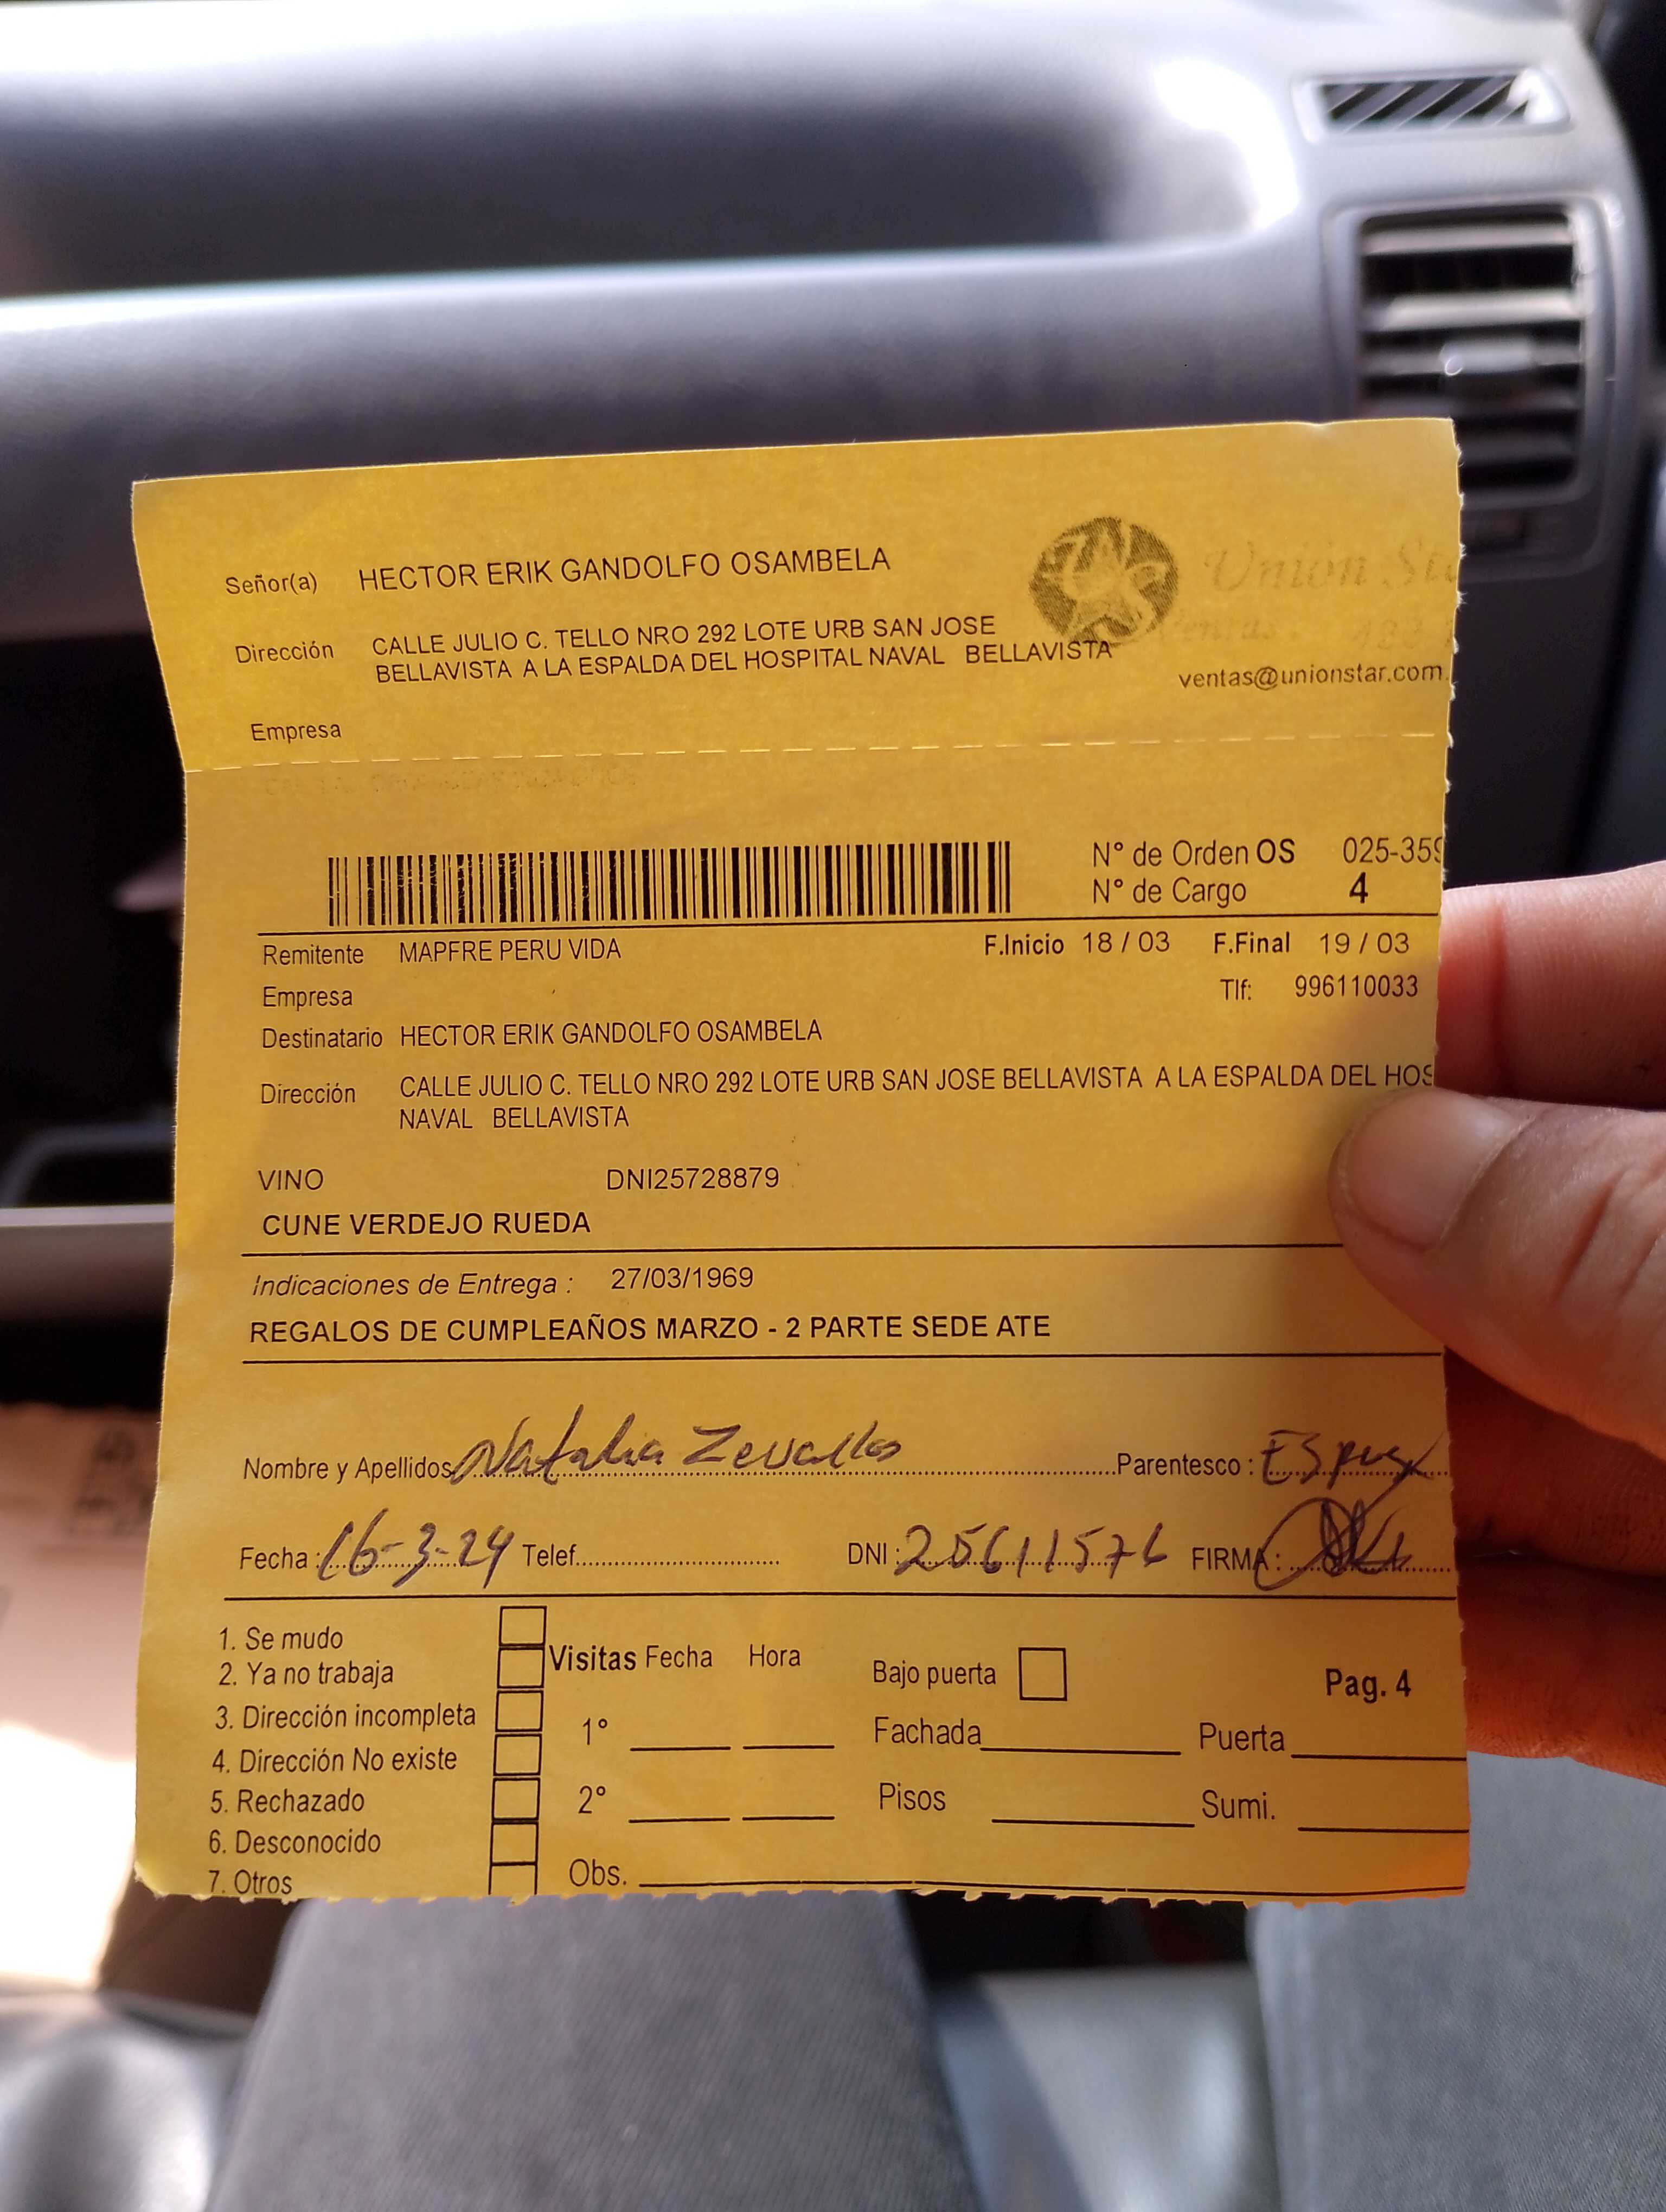 Señor(a) HECTOR ERIK GANDOLFO OSAMBELA
Unión
Dirección CALLE JULIO C. TELLO NRO 292 LOTE URB SAN JOSE
BELLAVISTA A LA ESPALDA DEL HOSPITAL NAVAL BELLAVISTA
ventas@unionstar.com.
Empresa
N° de Orden OS 025-359
N° de Cargo 4
Remitente MAPFRE PERU VIDA F.Inicio 18 / 03 F.Final 19 / 03
Empresa Tlf: 996110033
Destinatario HECTOR ERIK GANDOLFO OSAMBELA
Dirección CALLE JULIO C. TELLO NRO 292 LOTE URB SAN JOSE BELLAVISTA A LA ESPALDA DEL HOS
NAVAL BELLAVISTA
VINO DNI25728879
CUNE VERDEJO RUEDA
Indicaciones de Entrega : 27/03/1969
REGALOS DE CUMPLEAÑOS MARZO - 2 PARTE SEDE ATE
Nombre y Apellidos Natalia Zevallos Parentesco :
Fecha : 16-3-24 Telef. DNI : 25611576 FIRMA :
1. Se mudo
2. Ya no trabaja
3. Dirección incompleta
4. Dirección No existe
5. Rechazado
6. Desconocido
7. Otros
Visitas Fecha Hora
1°
2°
Obs.
Bajo puerta Pag. 4
Fachada Puerta
Pisos Sumi.